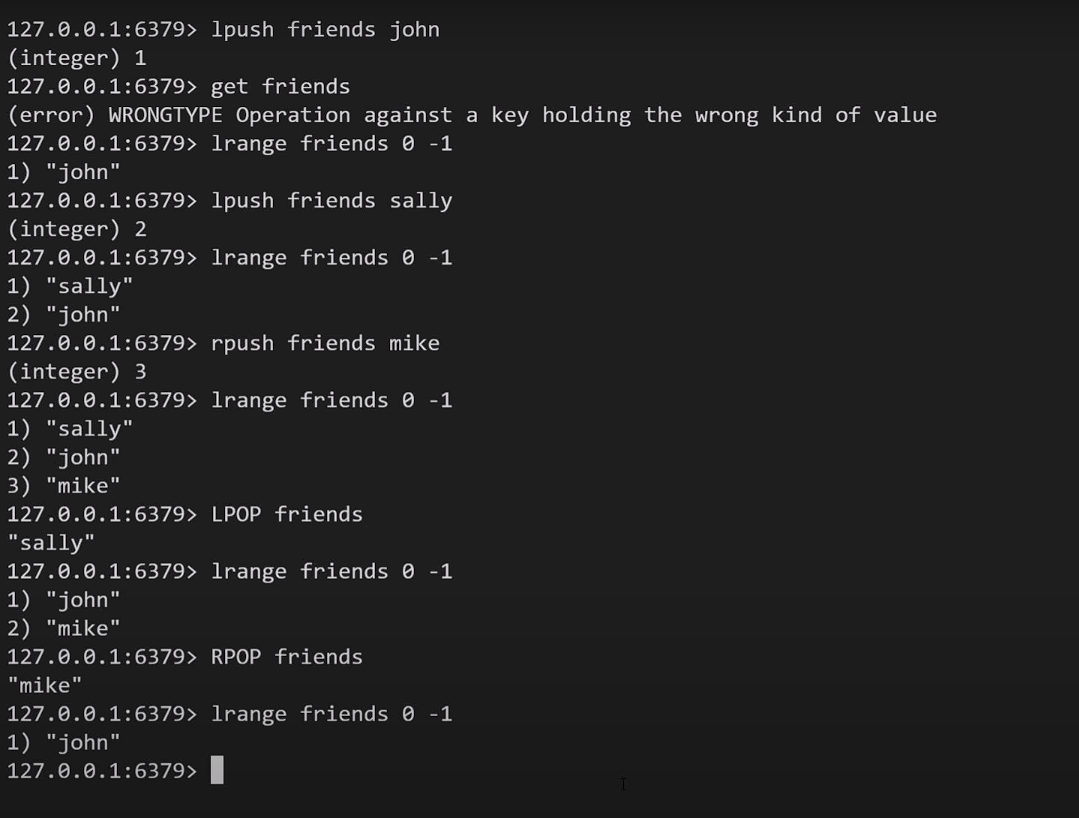 127.0.0.1:6379> lpush friends john
(integer) 1
127.0.0.1:6379> get friends
(error) WRONGTYPE Operation against a key holding the wrong kind of value
127.0.0.1:6379> lrange friends 0 -1
1) "john"
127.0.0.1:6379> lpush friends sally
(integer) 2
127.0.0.1:6379> lrange friends 0 -1
1) "sally"
2) "john"
127.0.0.1:6379> rpush friends mike
(integer) 3
127.0.0.1:6379> lrange friends 0 -1
1) "sally"
2) "john"
3) "mike"
127.0.0.1:6379> LPOP friends
"sally"
127.0.0.1:6379> lrange friends 0 -1
1) "john"
2) "mike"
127.0.0.1:6379> RPOP friends
"mike"
127.0.0.1:6379> lrange friends 0 -1
1) "john"
127.0.0.1:6379>